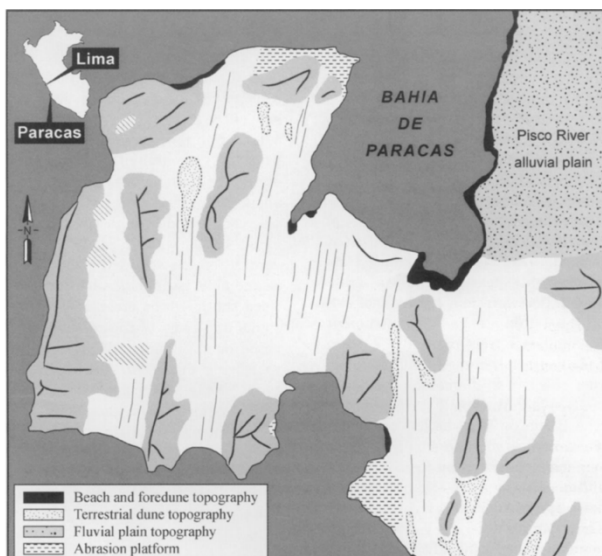 Lima
Paracas
BAHIA
DE
PARACAS
Pisco River
alluvial plain
N
Beach and foredune topography
Terrestrial dune topography
Fluvial plain topography
Abrasion platform